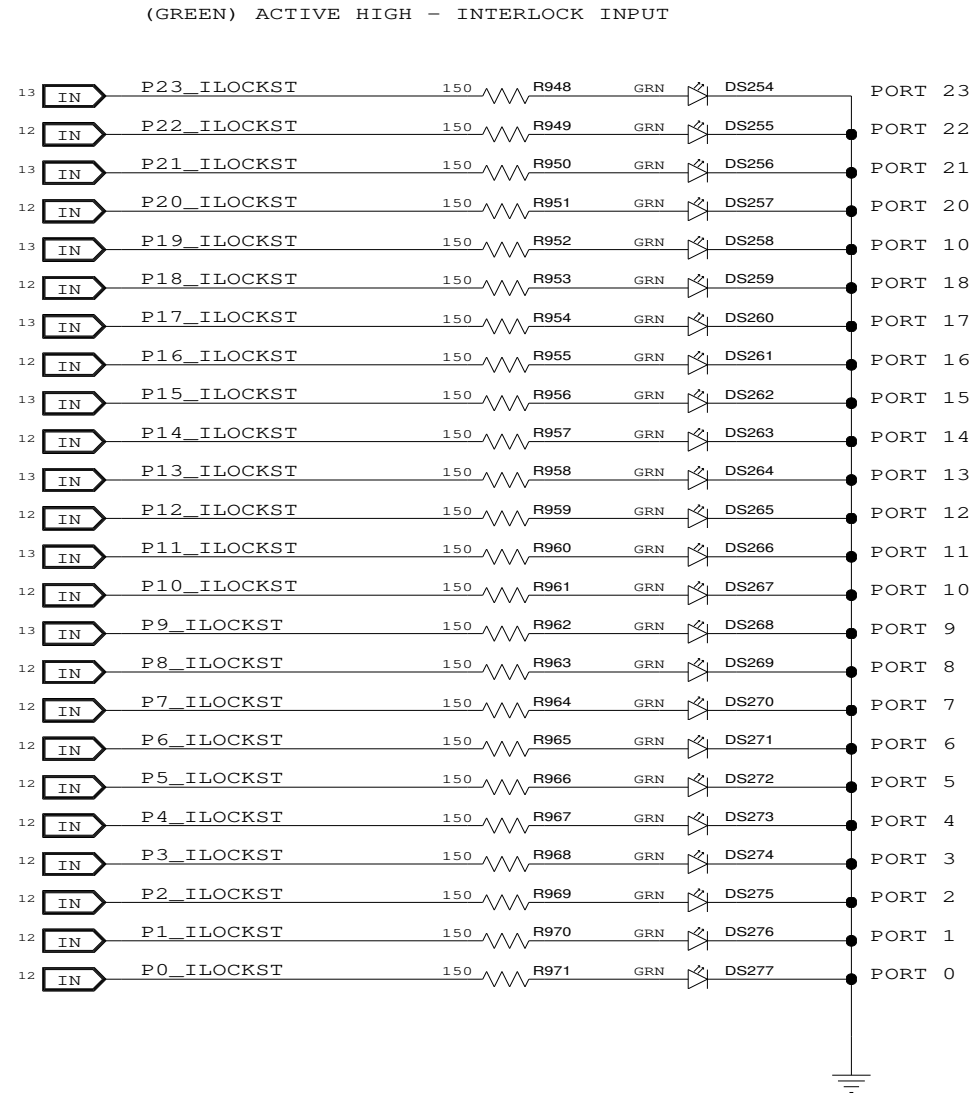 (GREEN) ACTIVE HIGH – INTERLOCK INPUT
13 IN P23_ILOCKST 150 R948 GRN DS254 PORT 23
12 IN P22_ILOCKST 150 R949 GRN DS255 PORT 22
13 IN P21_ILOCKST 150 R950 GRN DS256 PORT 21
12 IN P20_ILOCKST 150 R951 GRN DS257 PORT 20
13 IN P19_ILOCKST 150 R952 GRN DS258 PORT 10
12 IN P18_ILOCKST 150 R953 GRN DS259 PORT 18
13 IN P17_ILOCKST 150 R954 GRN DS260 PORT 17
12 IN P16_ILOCKST 150 R955 GRN DS261 PORT 16
13 IN P15_ILOCKST 150 R956 GRN DS262 PORT 15
12 IN P14_ILOCKST 150 R957 GRN DS263 PORT 14
13 IN P13_ILOCKST 150 R958 GRN DS264 PORT 13
12 IN P12_ILOCKST 150 R959 GRN DS265 PORT 12
13 IN P11_ILOCKST 150 R960 GRN DS266 PORT 11
12 IN P10_ILOCKST 150 R961 GRN DS267 PORT 10
13 IN P9_ILOCKST 150 R962 GRN DS268 PORT 9
12 IN P8_ILOCKST 150 R963 GRN DS269 PORT 8
12 IN P7_ILOCKST 150 R964 GRN DS270 PORT 7
12 IN P6_ILOCKST 150 R965 GRN DS271 PORT 6
12 IN P5_ILOCKST 150 R966 GRN DS272 PORT 5
12 IN P4_ILOCKST 150 R967 GRN DS273 PORT 4
12 IN P3_ILOCKST 150 R968 GRN DS274 PORT 3
12 IN P2_ILOCKST 150 R969 GRN DS275 PORT 2
12 IN P1_ILOCKST 150 R970 GRN DS276 PORT 1
12 IN P0_ILOCKST 150 R971 GRN DS277 PORT 0